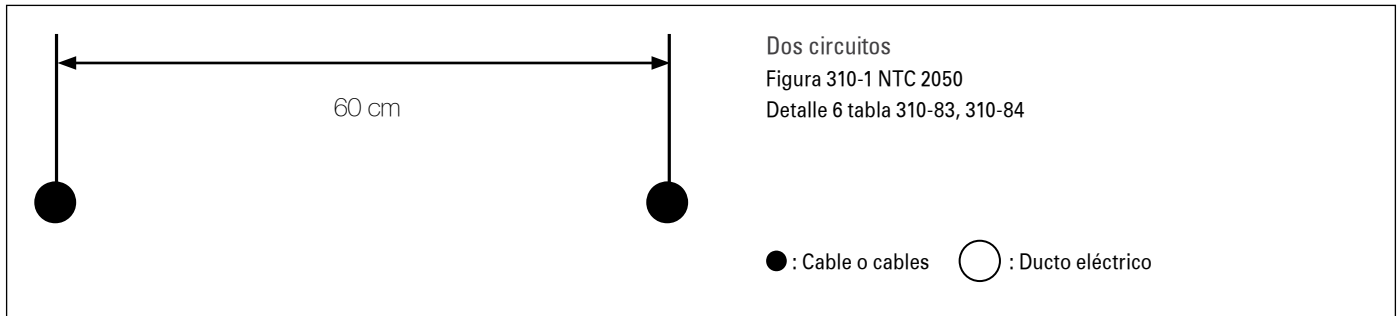 60 cm
Dos circuitos
Figura 310-1 NTC 2050
Detalle 6 tabla 310-83, 310-84
: Cable o cables : Ducto eléctrico